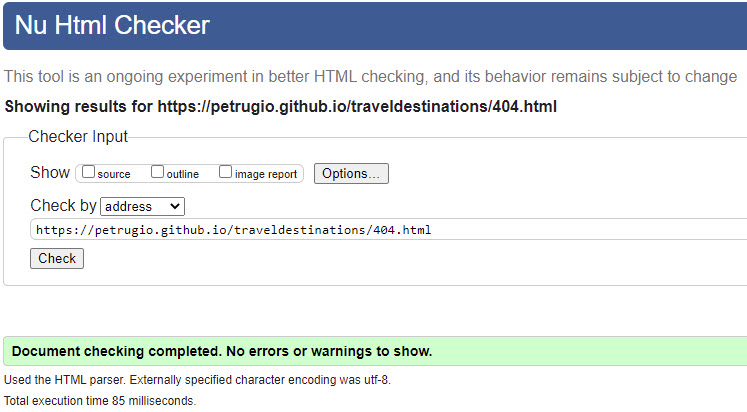 Nu Html Checker
This tool is an ongoing experiment in better HTML checking, and its behavior remains subject to change
Showing results for https://petrugio.github.io/traveldestinations/404.html
Checker Input
Show source outline image report Options...
Check by address
https://petrugio.github.io/traveldestinations/404.html
Check
Document checking completed. No errors or warnings to show.
Used the HTML parser. Externally specified character encoding was utf-8.
Total execution time 85 milliseconds.